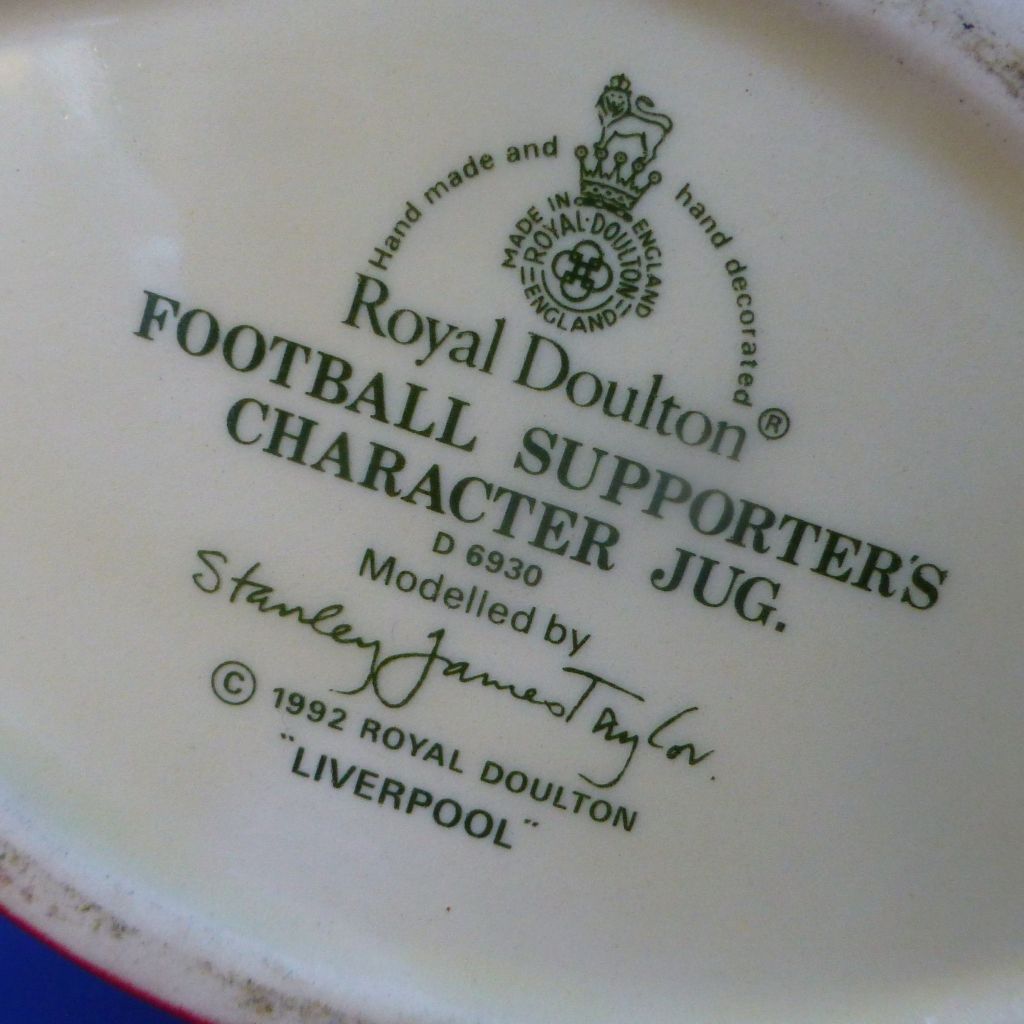 Hand made and hand decorated
MADE IN ENGLAND
ROYAL·DOULTON
ENGLAND
Royal Doulton ®
FOOTBALL SUPPORTER'S
CHARACTER JUG.
D 6930
Modelled by
Stanley James Taylor.
© 1992 ROYAL DOULTON
"LIVERPOOL"